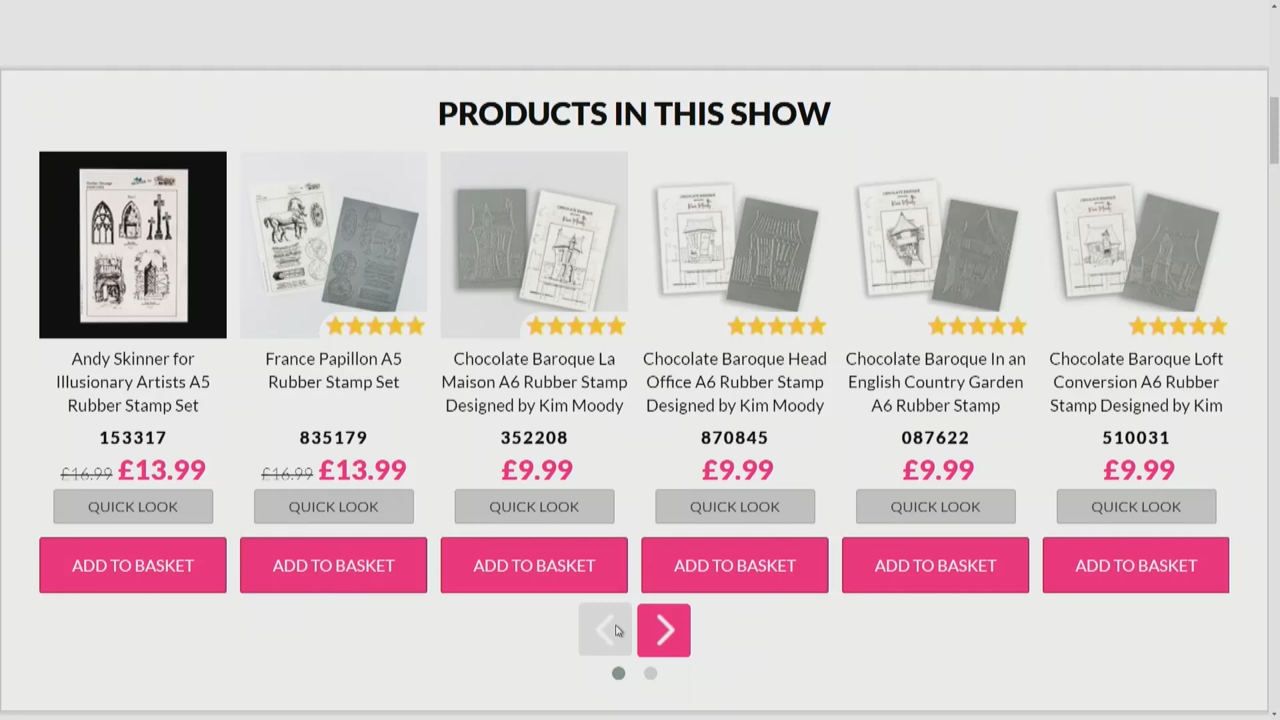 PRODUCTS IN THIS SHOW
Andy Skinner for
Illusionary Artists A5
Rubber Stamp Set
153317
£16.99 £13.99
QUICK LOOK
ADD TO BASKET
France Papillon A5
Rubber Stamp Set
835179
£16.99 £13.99
QUICK LOOK
ADD TO BASKET
Chocolate Baroque La
Maison A6 Rubber Stamp
Designed by Kim Moody
352208
£9.99
QUICK LOOK
ADD TO BASKET
Chocolate Baroque Head
Office A6 Rubber Stamp
Designed by Kim Moody
870845
£9.99
QUICK LOOK
ADD TO BASKET
Chocolate Baroque In an
English Country Garden
A6 Rubber Stamp
087622
£9.99
QUICK LOOK
ADD TO BASKET
Chocolate Baroque Loft
Conversion A6 Rubber
Stamp Designed by Kim
510031
£9.99
QUICK LOOK
ADD TO BASKET